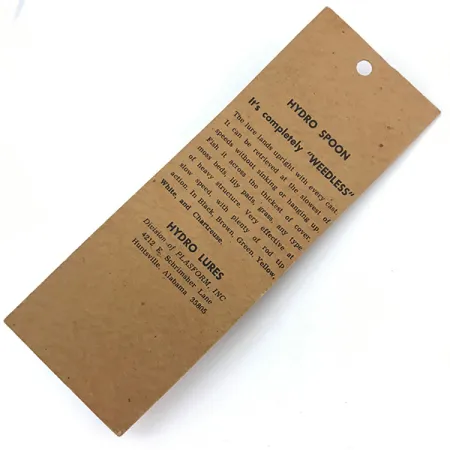 HYDRO SPOON
It's completely "WEEDLESS"
The lure lands upright with every cast
It can be retrieved at the slowest of
speeds without sinking or hanging up
Fish it across the thickest of cover,
moss beds, lily pads, grass, any type
of heavy structure. Very effective at
slow speed with plenty of rod tip
action. In Black, Brown, Green, Yellow,
White, and Chartreuse.
HYDRO LURES
Division of PLASFORM, INC
4212 E. Schrimsher Lane
Huntsville, Alabama 35805